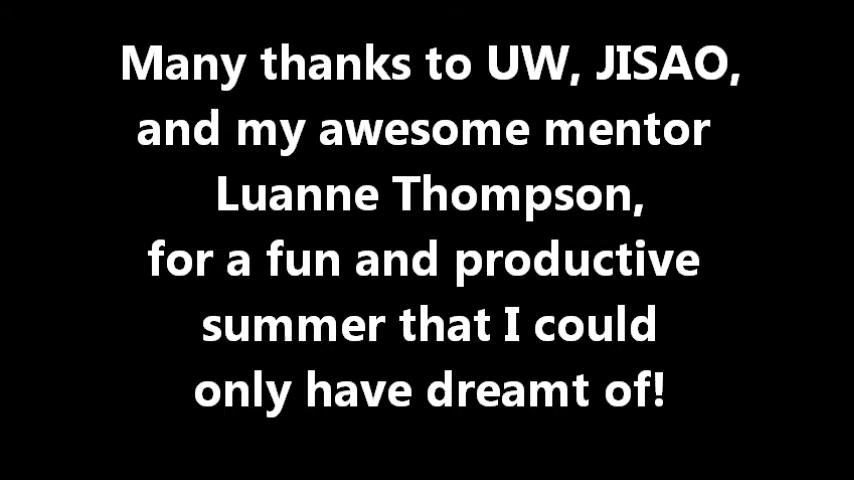 Many thanks to UW, JISAO,
and my awesome mentor
Luanne Thompson,
for a fun and productive
summer that I could
only have dreamt of!